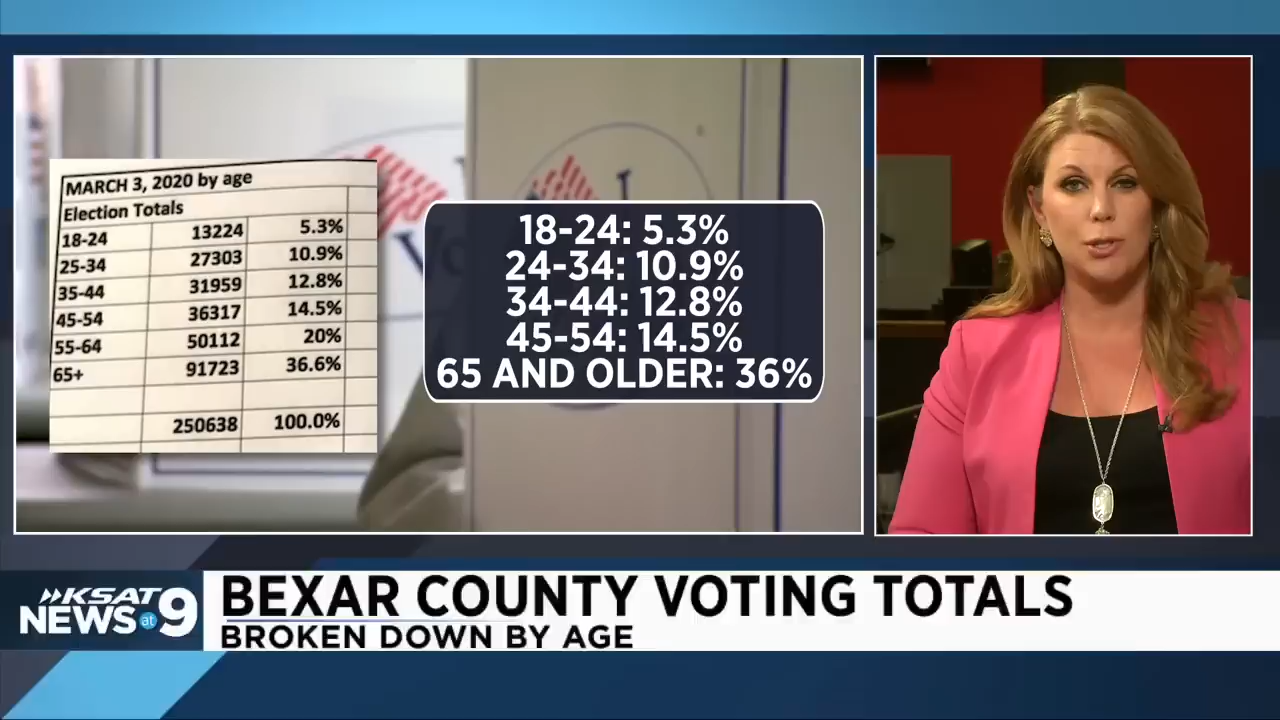 MARCH 3, 2020 by age
Election Totals
18-24 13224 5.3%
25-34 27303 10.9%
35-44 31959 12.8%
45-54 36317 14.5%
55-64 50112 20%
65+ 91723 36.6%
250638 100.0%
18-24: 5.3%
24-34: 10.9%
34-44: 12.8%
45-54: 14.5%
65 AND OLDER: 36%
KSAT
NEWS at 9
BEXAR COUNTY VOTING TOTALS
BROKEN DOWN BY AGE